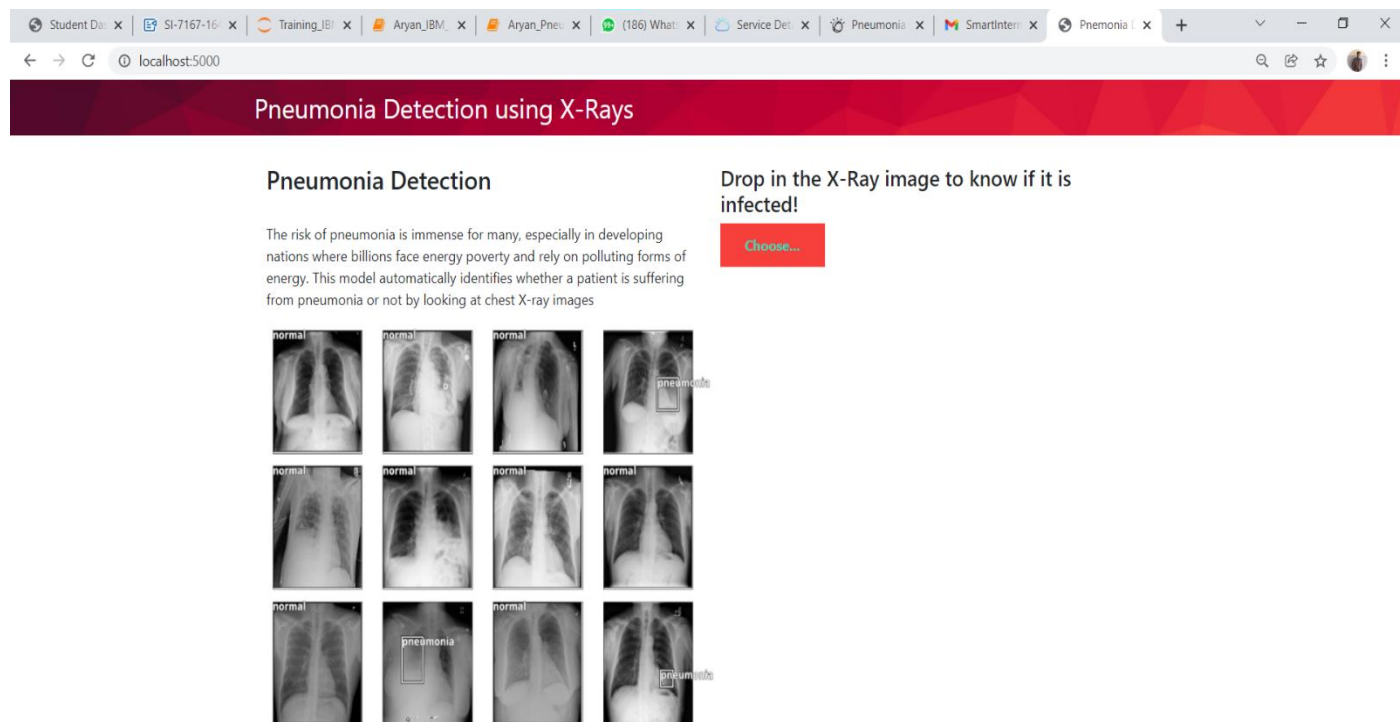 Student Da
SI-7167-16
Training_IB
Aryan_IBM_
Aryan_Pneu
99+
(186) Whats
Service Det
Pneumonia
SmartIntern
Pnemonia
localhost:5000
Pneumonia Detection using X-Rays
Pneumonia Detection
The risk of pneumonia is immense for many, especially in developing
nations where billions face energy poverty and rely on polluting forms of
energy. This model automatically identifies whether a patient is suffering
from pneumonia or not by looking at chest X-ray images
Drop in the X-Ray image to know if it is
infected!
Choose...
normal
normal
normal
pneumonia
normal
normal
normal
normal
normal
pneumonia
normal
pneumonia